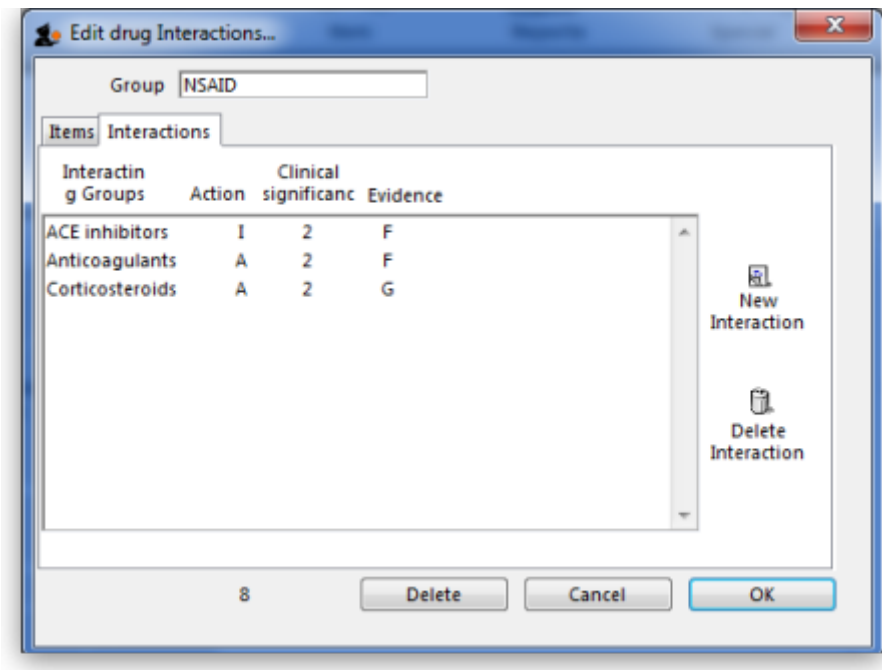 Edit drug Interactions...
Group NSAID
Items Interactions
Interactin Clinical
g Groups Action significanc Evidence
ACE inhibitors I 2 F
Anticoagulants A 2 F
Corticosteroids A 2 G
New
Interaction
Delete
Interaction
8 Delete Cancel OK